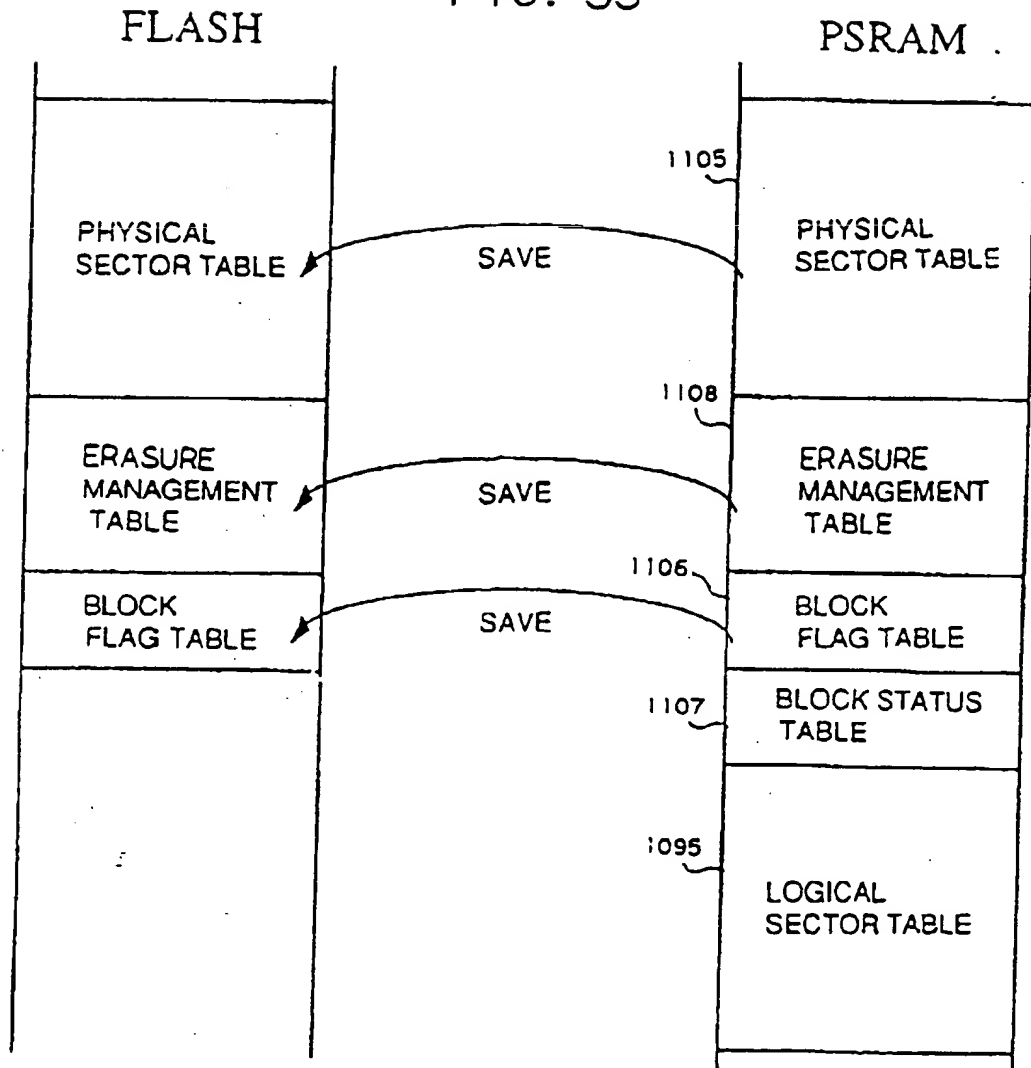 FLASH
PSRAM
1105
PHYSICAL
SECTOR TABLE
SAVE
PHYSICAL
SECTOR TABLE
1108
ERASURE
MANAGEMENT
TABLE
SAVE
ERASURE
MANAGEMENT
TABLE
1106
BLOCK
FLAG TABLE
SAVE
BLOCK
FLAG TABLE
1107
BLOCK STATUS
TABLE
1095
LOGICAL
SECTOR TABLE